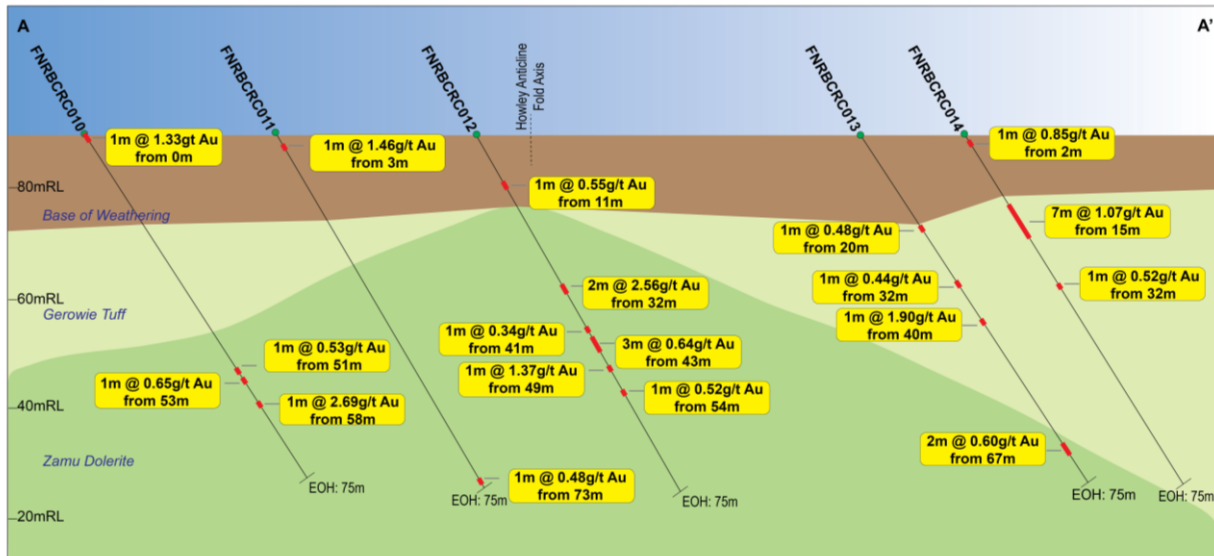 A
A'
FNRBCRC010
FNRBCRC011
FNRBCRC012
Howley Anticline
Fold Axis
FNRBCRC013
FNRBCRC014
1m @ 1.33gt Au
from 0m
1m @ 1.46g/t Au
from 3m
1m @ 0.85g/t Au
from 2m
80mRL
1m @ 0.55g/t Au
from 11m
Base of Weathering
7m @ 1.07g/t Au
from 15m
1m @ 0.48g/t Au
from 20m
60mRL
2m @ 2.56g/t Au
from 32m
1m @ 0.44g/t Au
from 32m
1m @ 0.52g/t Au
from 32m
Gerowie Tuff
1m @ 0.34g/t Au
from 41m
1m @ 1.90g/t Au
from 40m
3m @ 0.64g/t Au
from 43m
1m @ 0.53g/t Au
from 51m
1m @ 1.37g/t Au
from 49m
1m @ 0.65g/t Au
from 53m
1m @ 0.52g/t Au
from 54m
40mRL
1m @ 2.69g/t Au
from 58m
2m @ 0.60g/t Au
from 67m
Zamu Dolerite
1m @ 0.48g/t Au
from 73m
EOH: 75m
EOH: 75m
EOH: 75m
EOH: 75m
EOH: 75m
20mRL